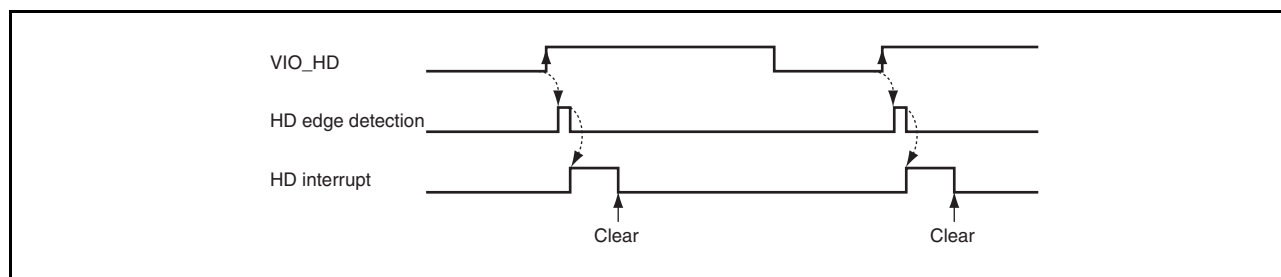 VIO_HD
HD edge detection
HD interrupt
Clear
Clear